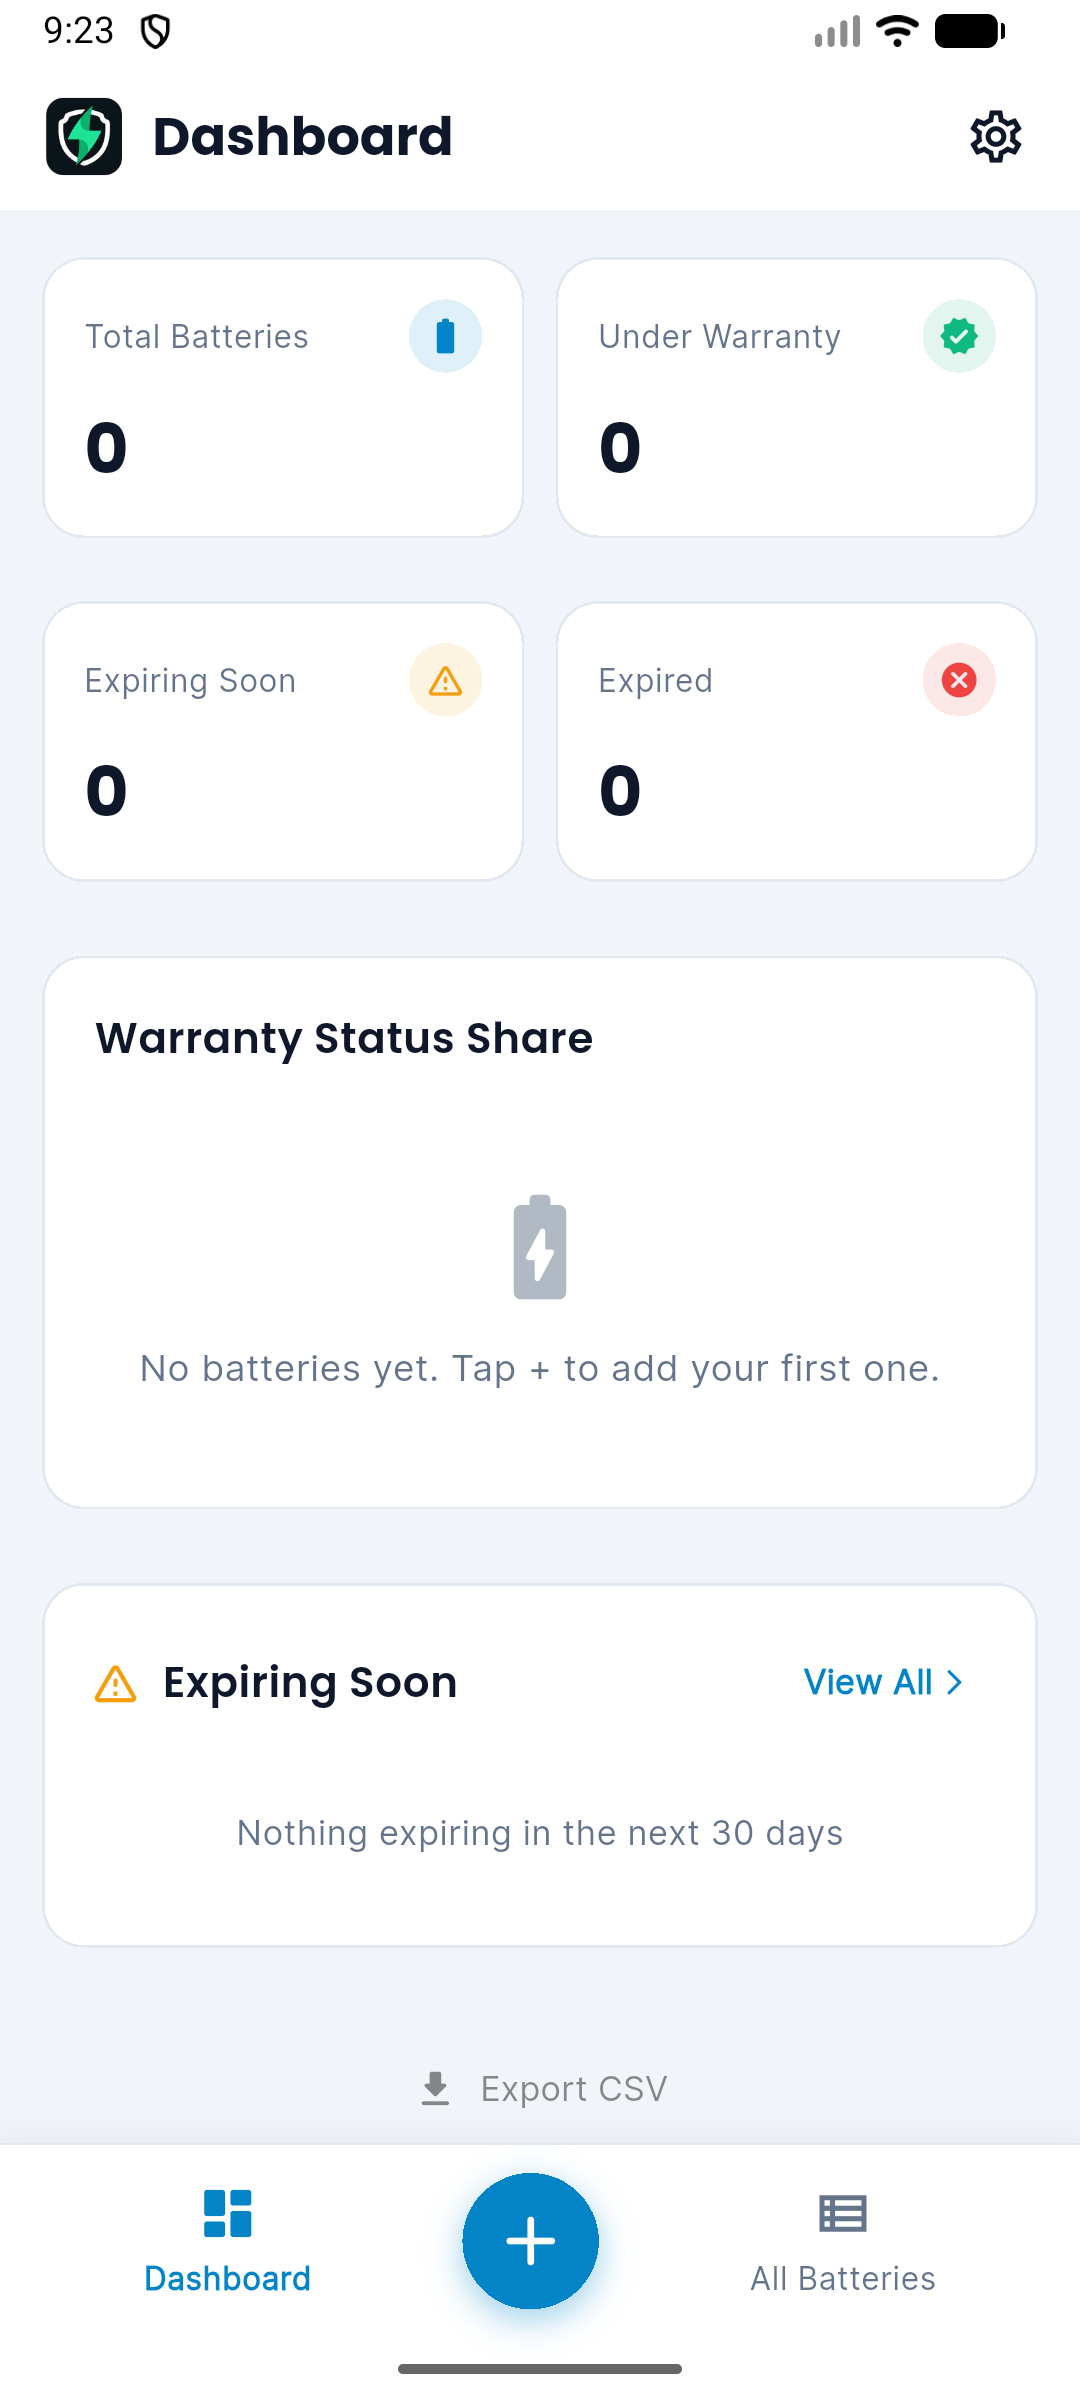 9:23
Dashboard
Total Batteries
0
Under Warranty
0
Expiring Soon
0
Expired
0
Warranty Status Share
No batteries yet. Tap + to add your first one.
Expiring Soon
View All
Nothing expiring in the next 30 days
Export CSV
Dashboard
All Batteries